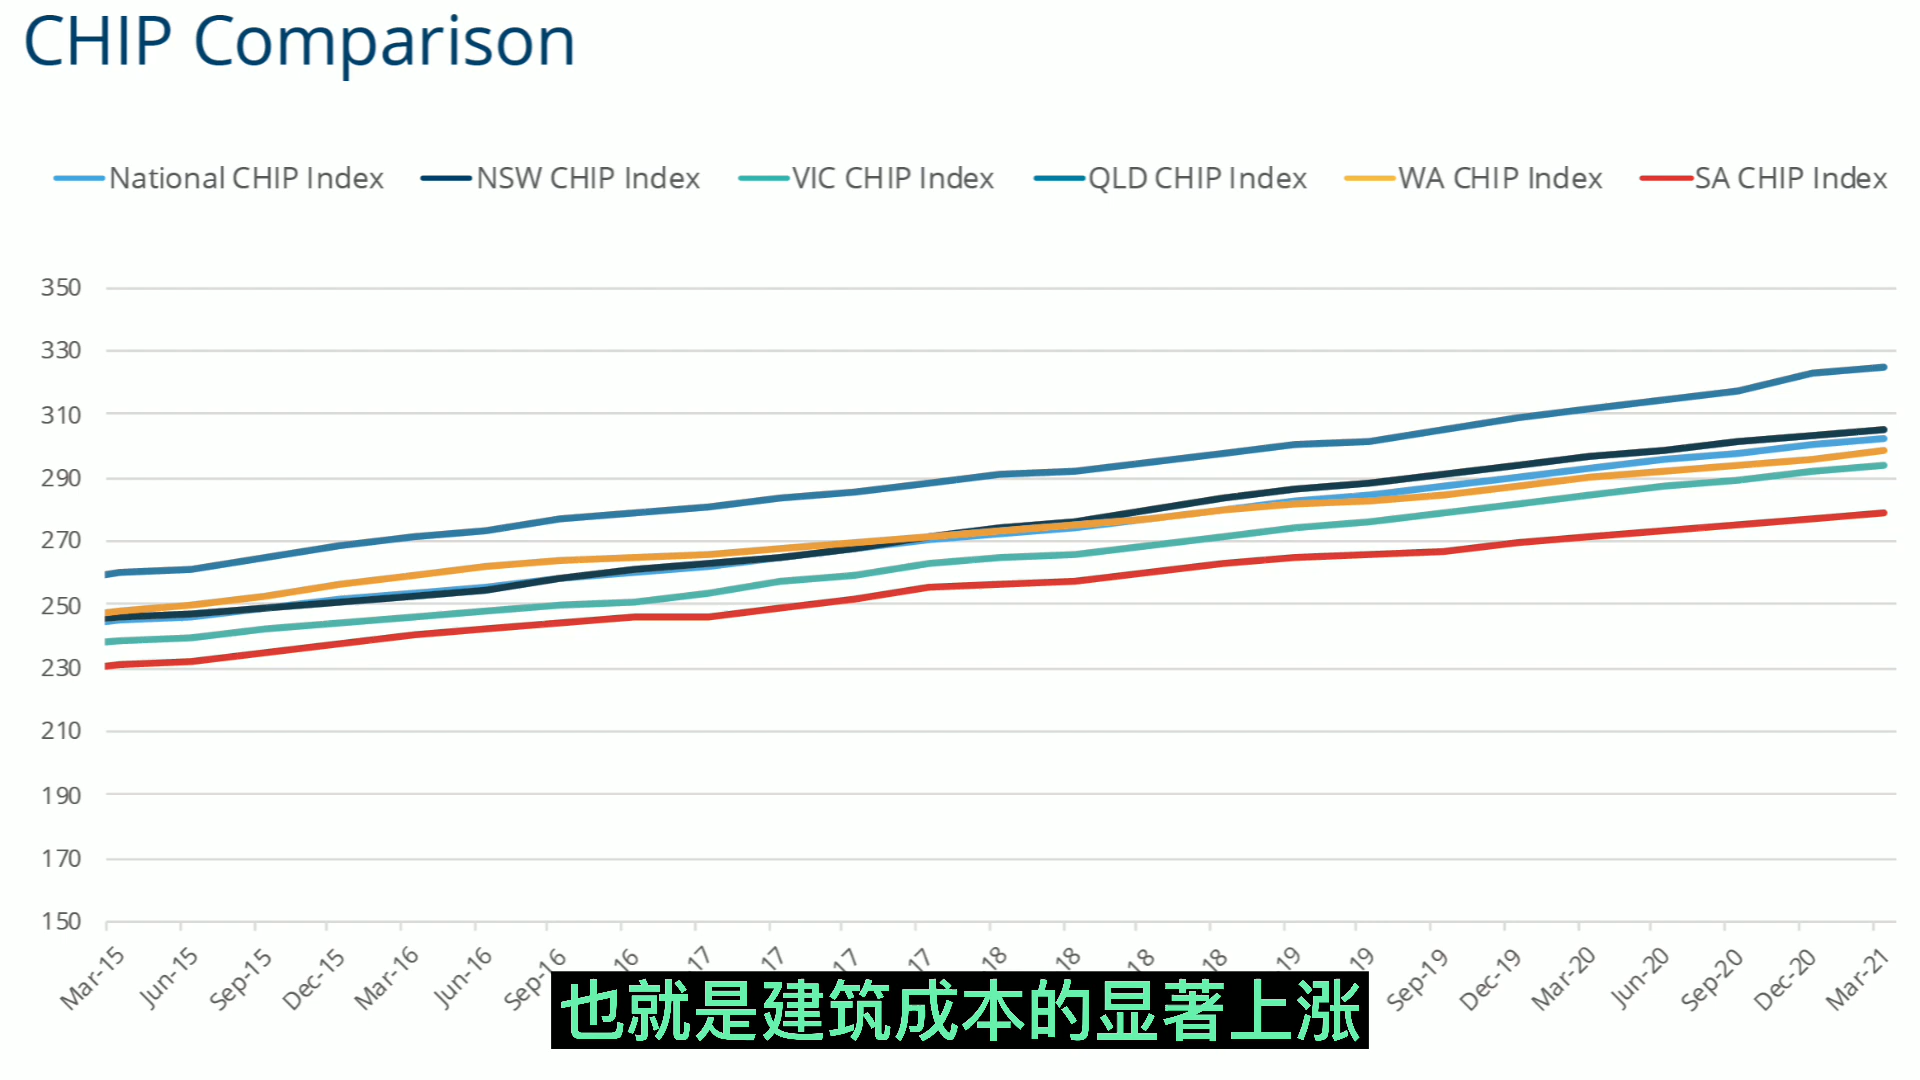 CHIP Comparison
National CHIP Index NSW CHIP Index VIC CHIP Index QLD CHIP Index WA CHIP Index SA CHIP Index
350
330
310
290
270
250
230
210
190
170
150
Mar-15 Jun-15 Sep-15 Dec-15 Mar-16 Jun-16 Sep-16 16 17 17 17 17 18 18 18 18 19 19 Sep-19 Dec-19 Mar-20 Jun-20 Sep-20 Dec-20 Mar-21
也就是建筑成本的显著上涨